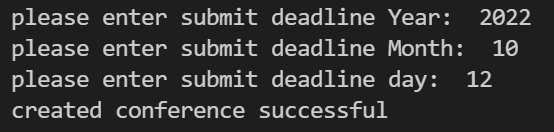 please enter submit deadline Year:  2022
please enter submit deadline Month:  10
please enter submit deadline day:  12
created conference successful